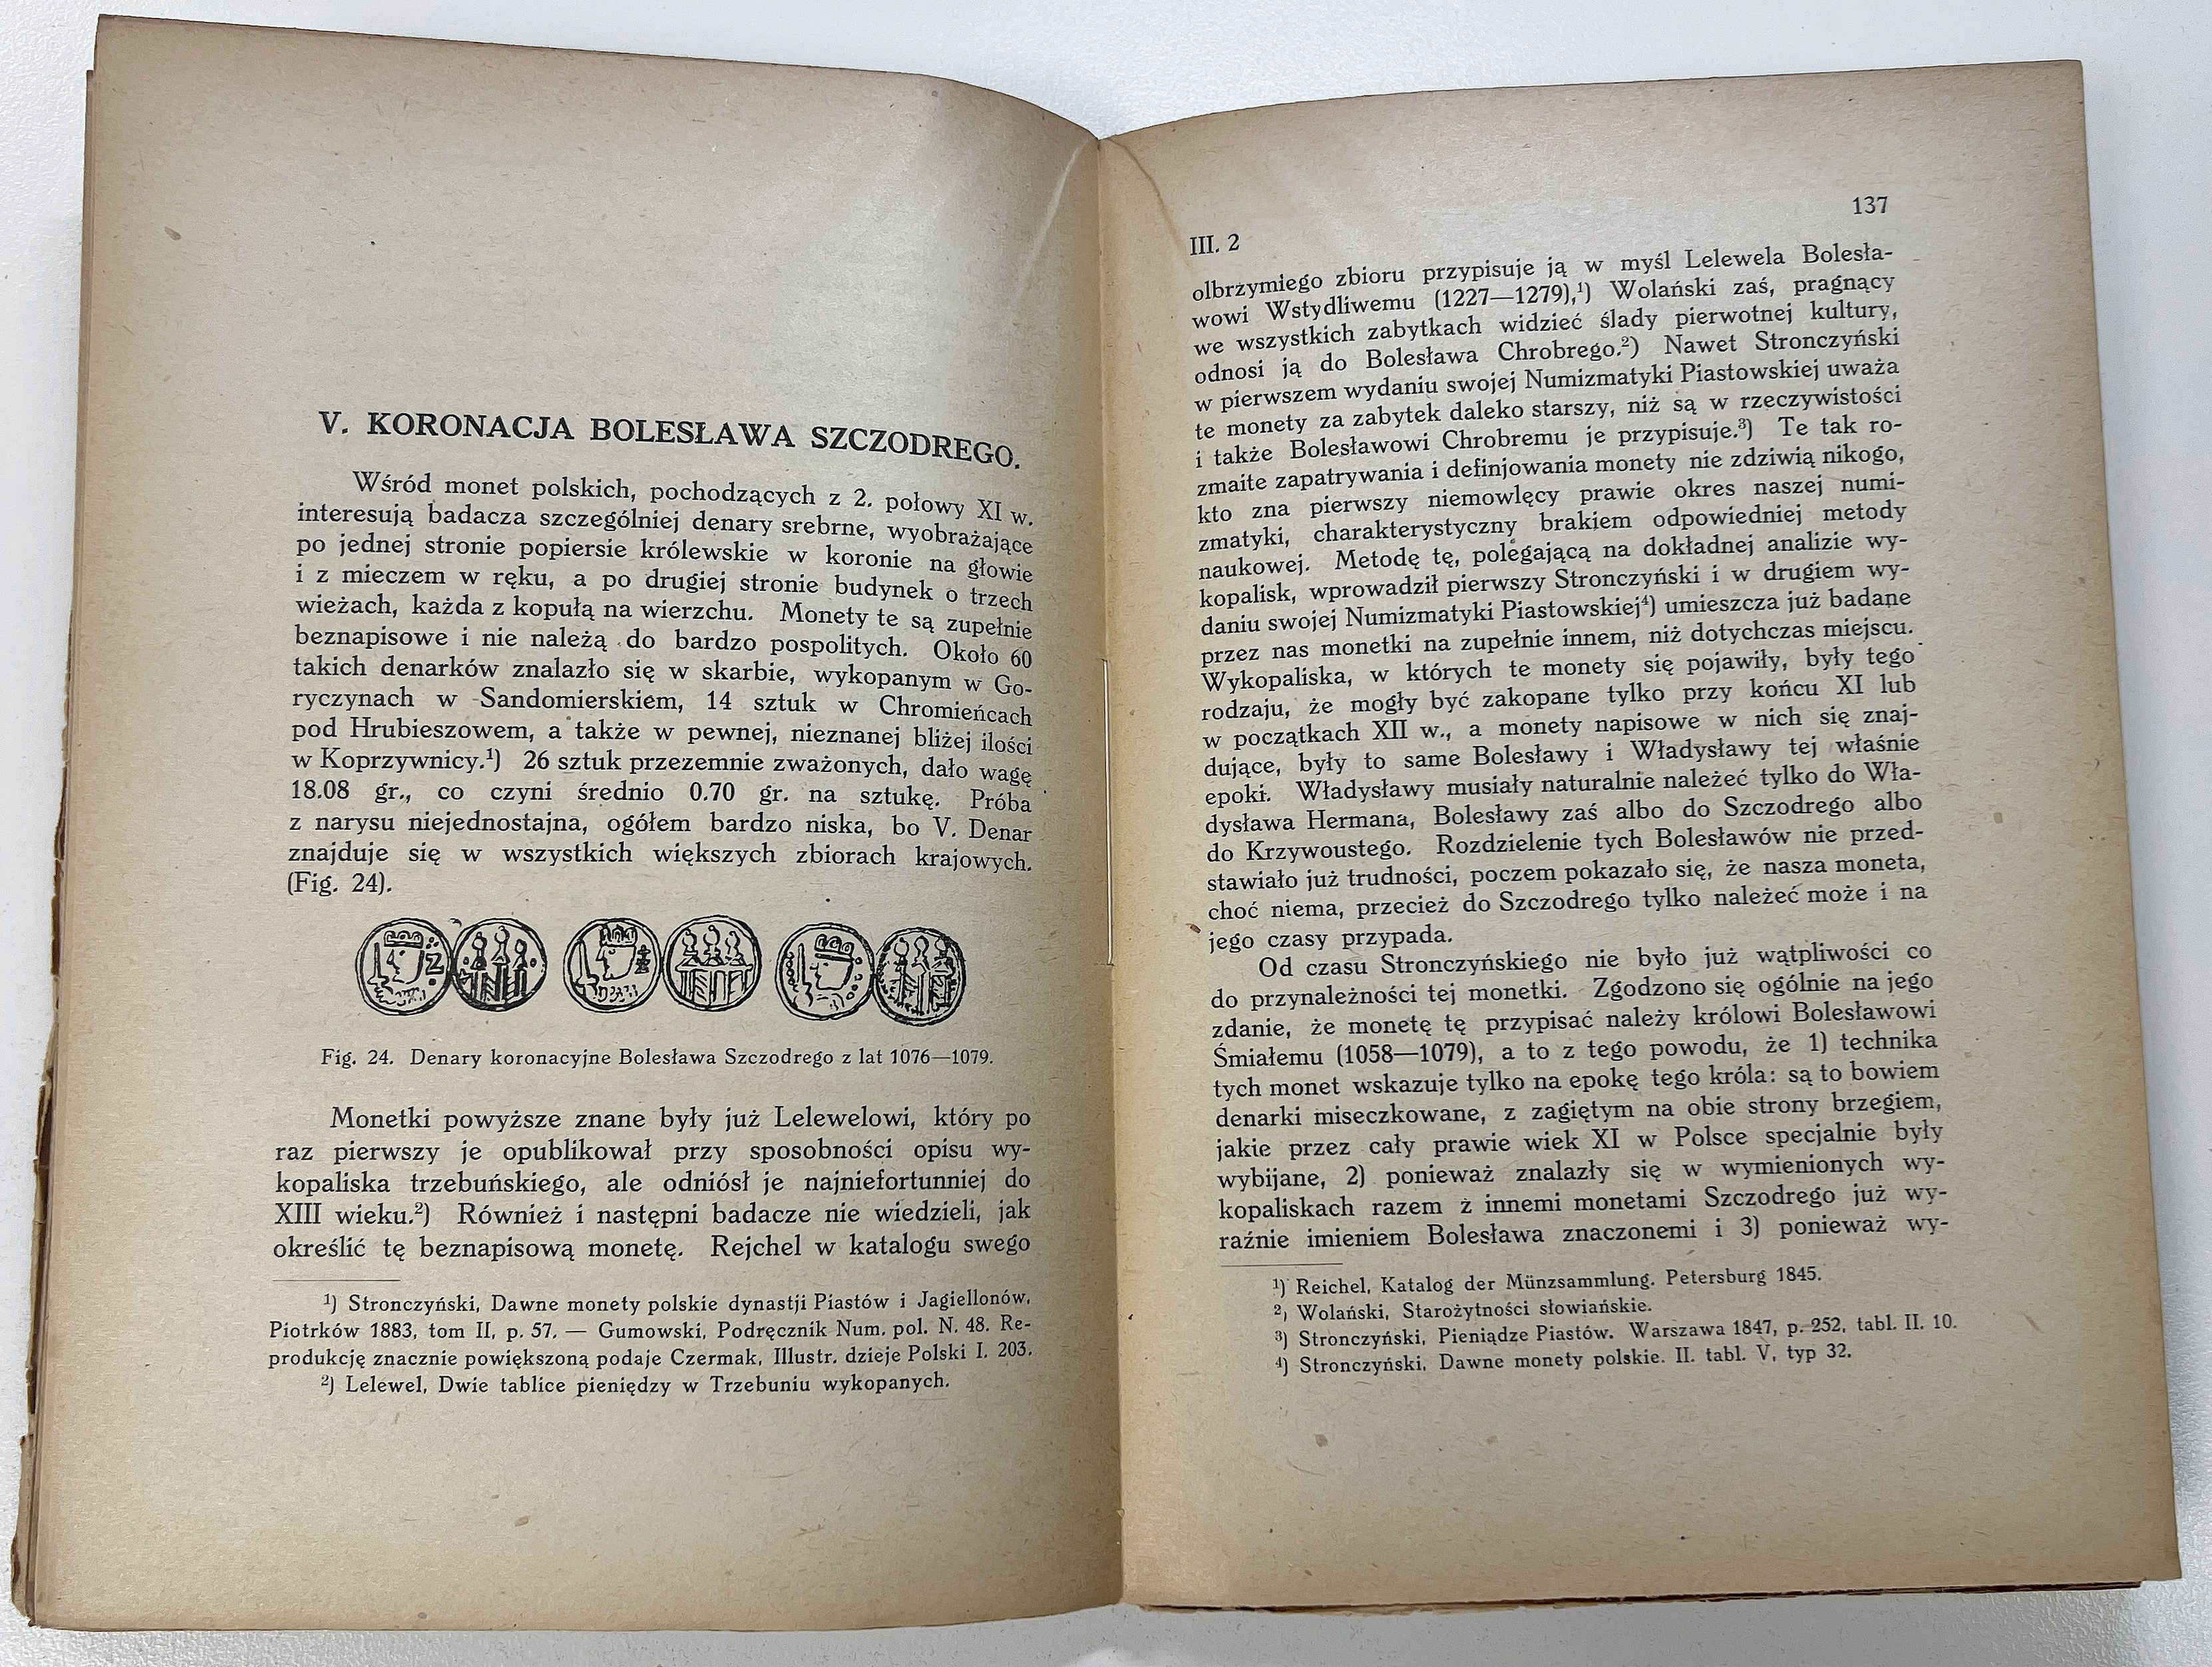 V. KORONACJA BOLESŁAWA SZCZODREGO.
Wśród monet polskich, pochodzących z 2. połowy XI w.
interesują badacza szczególniej denary srebrne, wyobrażające
po jednej stronie popiersie królewskie w koronie na głowie
i z mieczem w ręku, a po drugiej stronie budynek o trzech
wieżach, każda z kopułą na wierzchu. Monety te są zupełnie
beznapisowe i nie należą do bardzo pospolitych. Około 60
takich denarków znalazło się w skarbie, wykopanym w Go-
ryczynach w Sandomierskiem, 14 sztuk w Chromieńcach
pod Hrubieszowem, a także w pewnej, nieznanej bliżej ilości
w Koprzywnicy.¹) 26 sztuk przezemnie zważonych, dało wagę
18.08 gr., co czyni średnio 0.70 gr. na sztukę. Próba
z narysu niejednostajna, ogółem bardzo niska, bo V. Denar
znajduje się w wszystkich większych zbiorach krajowych.
(Fig. 24).
Fig. 24. Denary koronacyjne Bolesława Szczodrego z lat 1076—1079.
Monetki powyższe znane były już Lelewelowi, który po
raz pierwszy je opublikował przy sposobności opisu wy-
kopaliska trzebuńskiego, ale odniósł je najniefortunniej do
XIII wieku.²) Również i następni badacze nie wiedzieli, jak
określić tę beznapisową monetę. Rejchel w katalogu swego
¹) Stronczyński, Dawne monety polskie dynastji Piastów i Jagiellonów,
Piotrków 1883, tom II, p. 57. — Gumowski, Podręcznik Num. pol. N. 48. Re-
produkcję znacznie powiększoną podaje Czermak, Illustr. dzieje Polski I. 203.
²) Lelewel, Dwie tablice pieniędzy w Trzebuniu wykopanych.
137
III. 2
olbrzymiego zbioru przypisuje ją w myśl Lelewela Bolesła-
wowi Wstydliwemu (1227—1279),¹) Wolański zaś, pragnący
we wszystkich zabytkach widzieć ślady pierwotnej kultury,
odnosi ją do Bolesława Chrobrego.²) Nawet Stronczyński
w pierwszem wydaniu swojej Numizmatyki Piastowskiej uważa
te monety za zabytek daleko starszy, niż są w rzeczywistości
i także Bolesławowi Chrobremu je przypisuje.³) Te tak ro-
zmaite zapatrywania i definjowania monety nie zdziwią nikogo,
kto zna pierwszy niemowlęcy prawie okres naszej numi-
zmatyki, charakterystyczny brakiem odpowiedniej metody
naukowej. Metodę tę, polegającą na dokładnej analizie wy-
kopalisk, wprowadził pierwszy Stronczyński i w drugiem wy-
daniu swojej Numizmatyki Piastowskiej⁴) umieszcza już badane
przez nas monetki na zupełnie innem, niż dotychczas miejscu.
Wykopaliska, w których te monety się pojawiły, były tego
rodzaju, że mogły być zakopane tylko przy końcu XI lub
w początkach XII w., a monety napisowe w nich się znaj-
dujące, były to same Bolesławy i Władysławy tej właśnie
epoki. Władysławy musiały naturalnie należeć tylko do Wła-
dysława Hermana, Bolesławy zaś albo do Szczodrego albo
do Krzywoustego. Rozdzielenie tych Bolesławów nie przed-
stawiało już trudności, poczem pokazało się, że nasza moneta,
choć niema, przecież do Szczodrego tylko należeć może i na
jego czasy przypada.
Od czasu Stronczyńskiego nie było już wątpliwości co
do przynależności tej monetki. Zgodzono się ogólnie na jego
zdanie, że monetę tę przypisać należy królowi Bolesławowi
Śmiałemu (1058—1079), a to z tego powodu, że 1) technika
tych monet wskazuje tylko na epokę tego króla: są to bowiem
denarki miseczkowane, z zagiętym na obie strony brzegiem,
jakie przez cały prawie wiek XI w Polsce specjalnie były
wybijane, 2) ponieważ znalazły się w wymienionych wy-
kopaliskach razem z innemi monetami Szczodrego już wy-
raźnie imieniem Bolesława znaczonemi i 3) ponieważ wy-
¹) Reichel, Katalog der Münzsammlung. Petersburg 1845.
²) Wolański, Starożytności słowiańskie.
³) Stronczyński, Pieniądze Piastów. Warszawa 1847, p. 252, tabl. II. 10.
⁴) Stronczyński, Dawne monety polskie. II. tabl. V, typ 32.